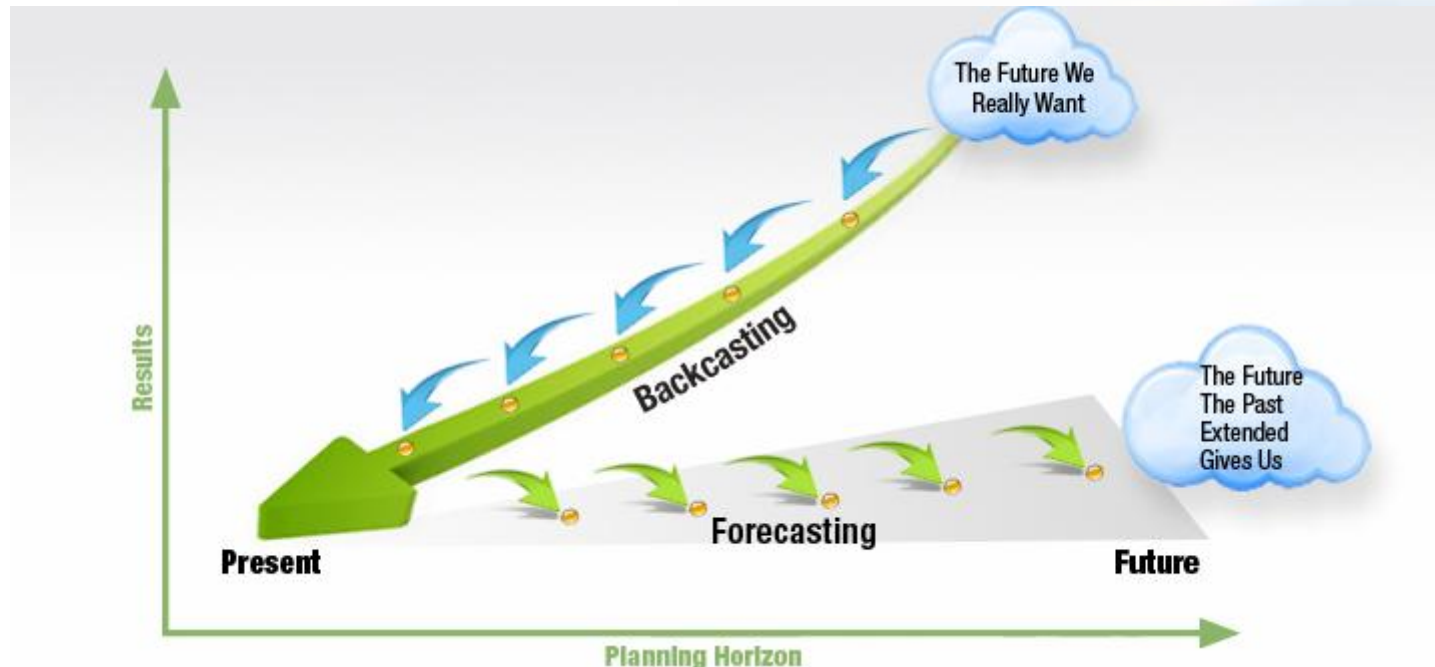 The Future We
Really Want
Results
Backcasting
The Future
The Past
Extended
Gives Us
Forecasting
Present
Future
Planning Horizon